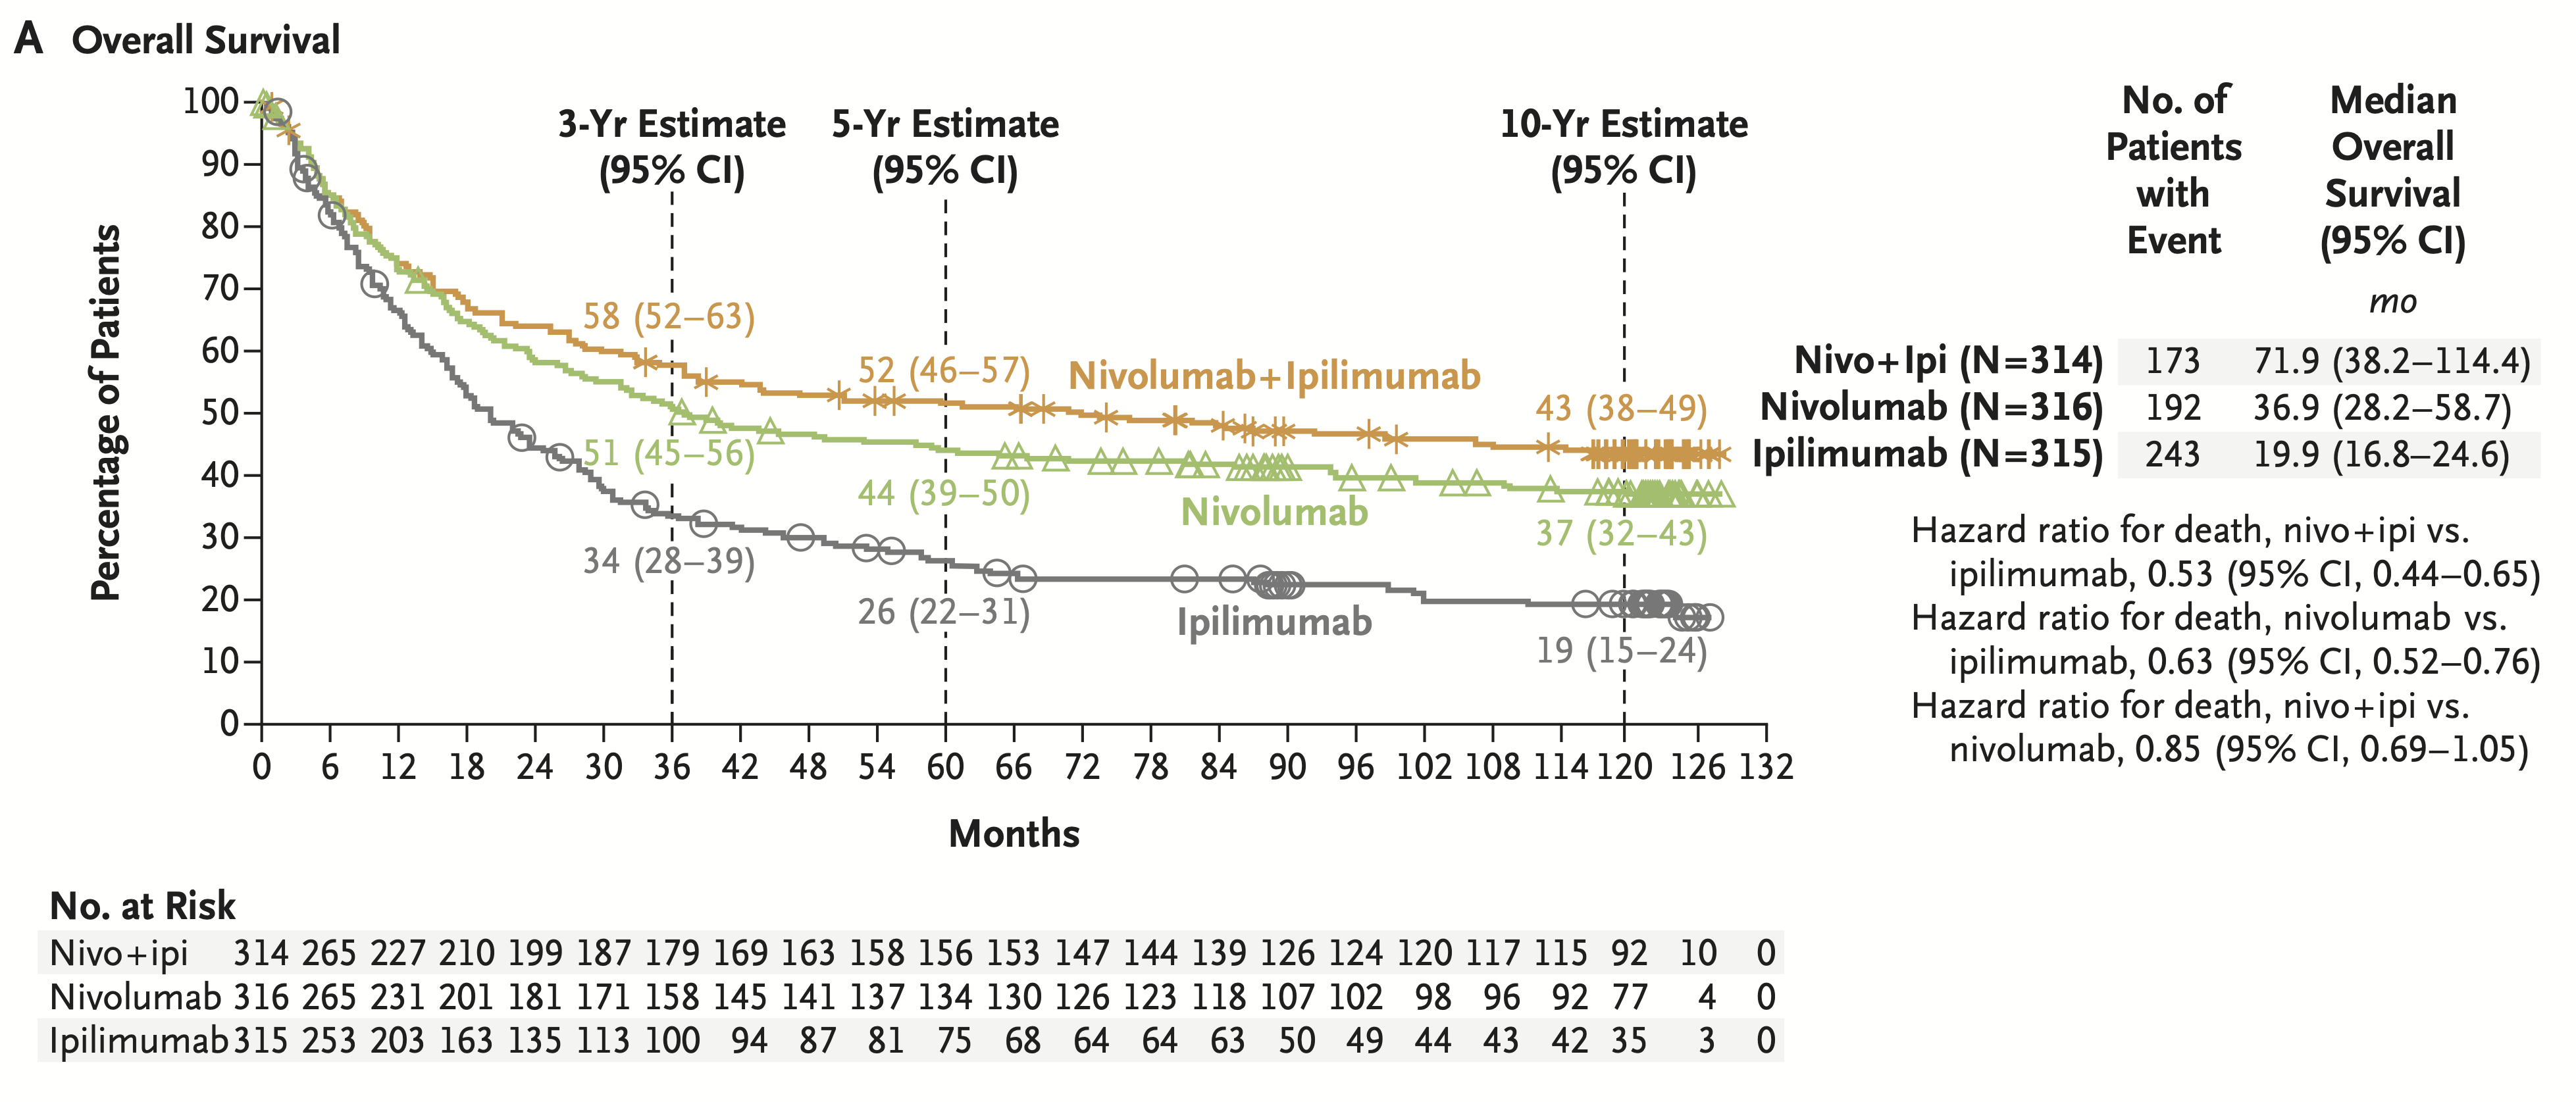 A Overall Survival
Percentage of Patients
100
90
80
70
60
50
40
30
20
10
0
3-Yr Estimate
(95% CI)
5-Yr Estimate
(95% CI)
10-Yr Estimate
(95% CI)
58 (52–63)
52 (46–57)
Nivolumab+Ipilimumab
43 (38–49)
51 (45–56)
44 (39–50)
Nivolumab
37 (32–43)
34 (28–39)
26 (22–31)
Ipilimumab
19 (15–24)
0 6 12 18 24 30 36 42 48 54 60 66 72 78 84 90 96 102 108 114 120 126 132
Months
No. of
Patients
with
Event
Median
Overall
Survival
(95% CI)
mo
Nivo+Ipi (N=314) 173 71.9 (38.2–114.4)
Nivolumab (N=316) 192 36.9 (28.2–58.7)
Ipilimumab (N=315) 243 19.9 (16.8–24.6)
Hazard ratio for death, nivo+ipi vs.
ipilimumab, 0.53 (95% CI, 0.44–0.65)
Hazard ratio for death, nivolumab vs.
ipilimumab, 0.63 (95% CI, 0.52–0.76)
Hazard ratio for death, nivo+ipi vs.
nivolumab, 0.85 (95% CI, 0.69–1.05)
No. at Risk
Nivo+ipi 314 265 227 210 199 187 179 169 163 158 156 153 147 144 139 126 124 120 117 115 92 10 0
Nivolumab 316 265 231 201 181 171 158 145 141 137 134 130 126 123 118 107 102 98 96 92 77 4 0
Ipilimumab 315 253 203 163 135 113 100 94 87 81 75 68 64 64 63 50 49 44 43 42 35 3 0